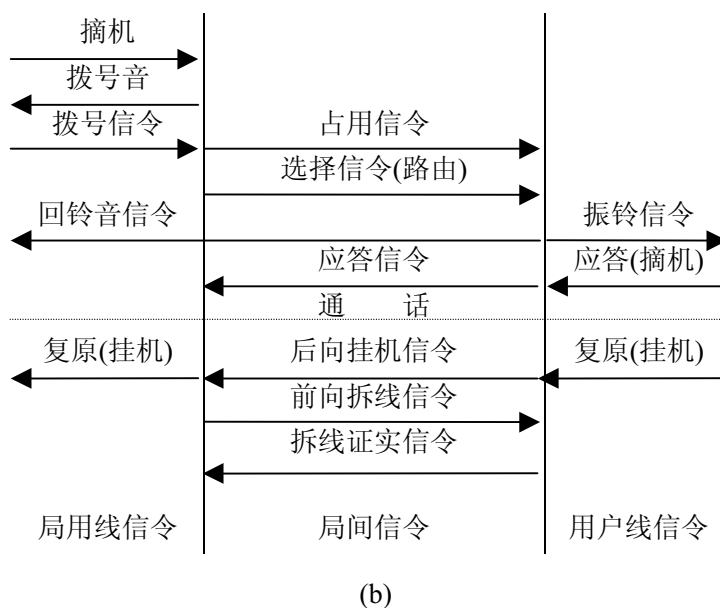 摘机
拨号音
拨号信令 占用信令
选择信令(路由)
回铃音信令 振铃信令
应答信令 应答(摘机)
通 话
复原(挂机) 后向挂机信令 复原(挂机)
前向拆线信令
拆线证实信令
局用线信令 局间信令 用户线信令
(b)